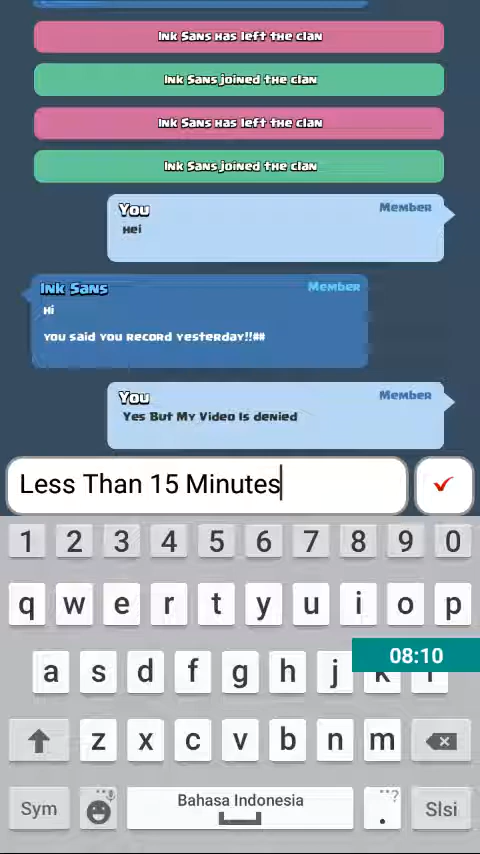 Ink Sans has left the clan
Ink Sans joined the clan
Ink Sans has left the clan
Ink Sans joined the clan
You Member
Hei
Ink Sans Member
Hi
you said you record yesterday!!##
You Member
Yes But My Video Is denied
Less Than 15 Minutes
1 2 3 4 5 6 7 8 9 0
q w e r t y u i o p
08:10
a s d f g h j k l
z x c v b n m
Sym Bahasa Indonesia . ...? Slsi